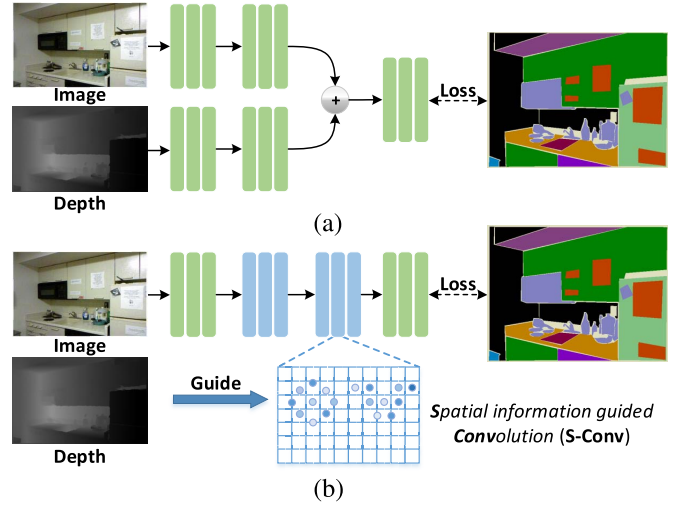 Image
Depth
+
Loss
(a)
Image
Depth
Loss
Guide
Spatial information guided
Convolution (S-Conv)
(b)